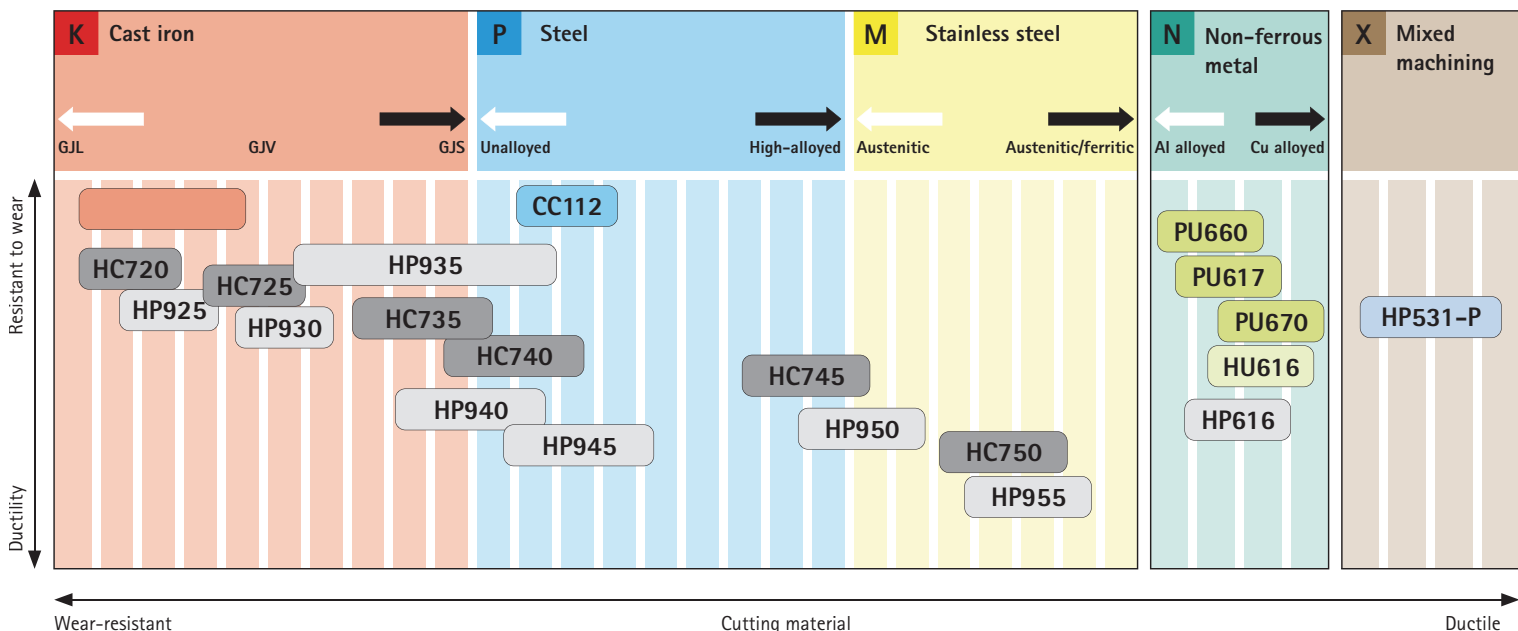 K Cast iron
P Steel
M Stainless steel
N Non-ferrous
metal
X Mixed
machining
GJL GJV GJS
Unalloyed High-alloyed
Austenitic Austenitic/ferritic
Al alloyed Cu alloyed
Resistant to wear
Ductility
CC112
HC720
HP925
HC725
HP930
HP935
HC735
HC740
HP940
HP945
HC745
HP950
HC750
HP955
PU660
PU617
PU670
HU616
HP616
HP531-P
Wear-resistant Cutting material Ductile